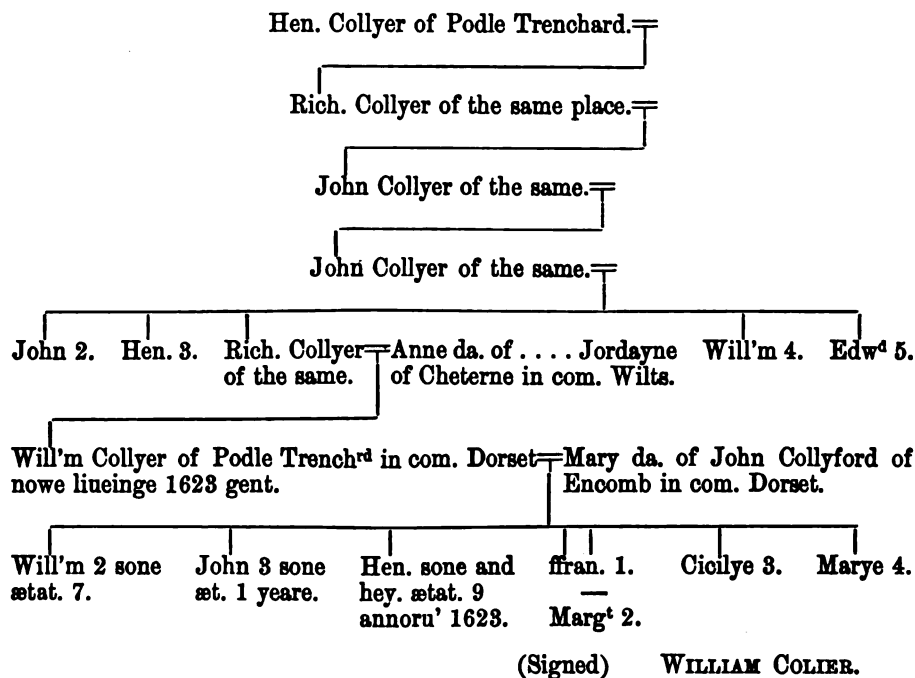 Hen. Collyer of Podle Trenchard.
Rich. Collyer of the same place.
John Collyer of the same.
John Collyer of the same.
John 2. Hen. 3. Rich. Collyer of the same. Anne da. of . . . . Jordayne of Cheterne in com. Wilts. Will'm 4. Edwᵈ 5.
Will'm Collyer of Podle Trenchʳᵈ in com. Dorset nowe liueinge 1623 gent.
Mary da. of John Collyford of Encomb in com. Dorset.
Will'm 2 sone ætat. 7.
John 3 sone æt. 1 yeare.
Hen. sone and hey. ætat. 9 annoru' 1623.
ffran. 1.
Margᵗ 2.
Cicilye 3.
Marye 4.
(Signed) WILLIAM COLIER.